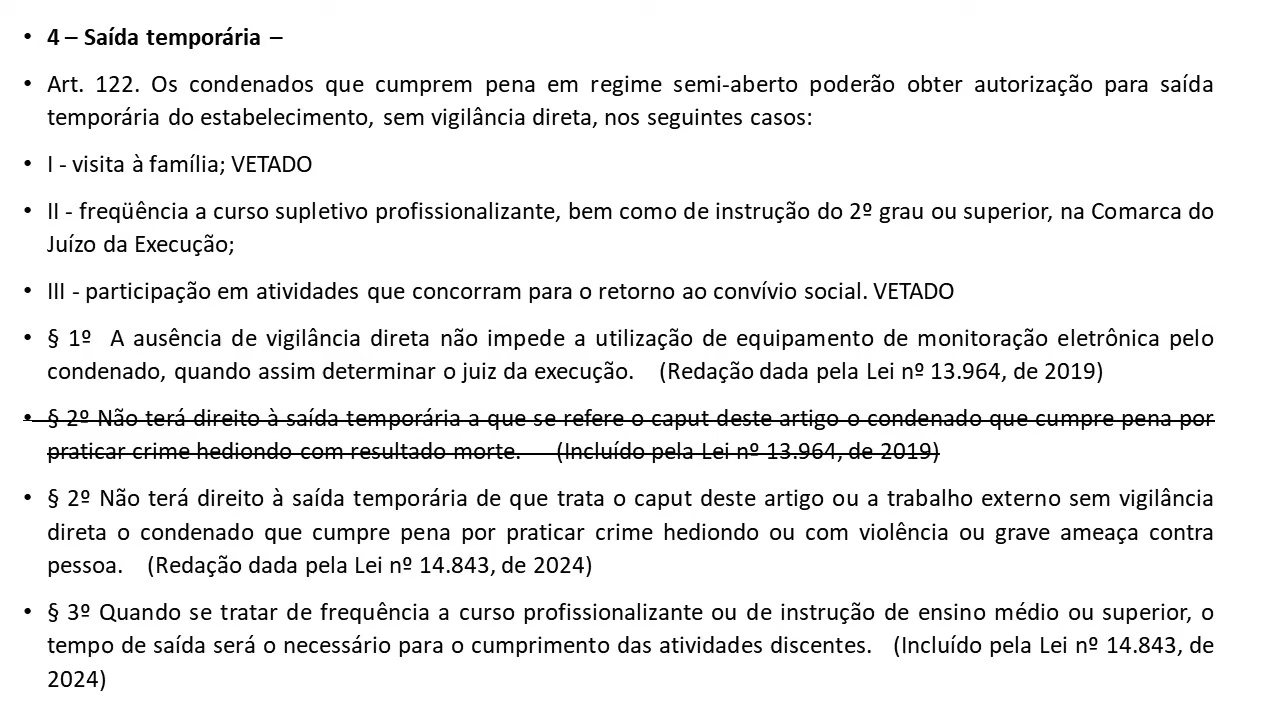 • 4 – Saída temporária –
• Art. 122. Os condenados que cumprem pena em regime semi-aberto poderão obter autorização para saída
temporária do estabelecimento, sem vigilância direta, nos seguintes casos:
• I - visita à família; VETADO
• II - freqüência a curso supletivo profissionalizante, bem como de instrução do 2º grau ou superior, na Comarca do
Juízo da Execução;
• III - participação em atividades que concorram para o retorno ao convívio social. VETADO
• § 1º A ausência de vigilância direta não impede a utilização de equipamento de monitoração eletrônica pelo
condenado, quando assim determinar o juiz da execução. (Redação dada pela Lei nº 13.964, de 2019)
• § 2º Não terá direito à saída temporária a que se refere o caput deste artigo o condenado que cumpre pena por
praticar crime hediondo com resultado morte. (Incluído pela Lei nº 13.964, de 2019)
• § 2º Não terá direito à saída temporária de que trata o caput deste artigo ou a trabalho externo sem vigilância
direta o condenado que cumpre pena por praticar crime hediondo ou com violência ou grave ameaça contra
pessoa. (Redação dada pela Lei nº 14.843, de 2024)
• § 3º Quando se tratar de frequência a curso profissionalizante ou de instrução de ensino médio ou superior, o
tempo de saída será o necessário para o cumprimento das atividades discentes. (Incluído pela Lei nº 14.843, de
2024)